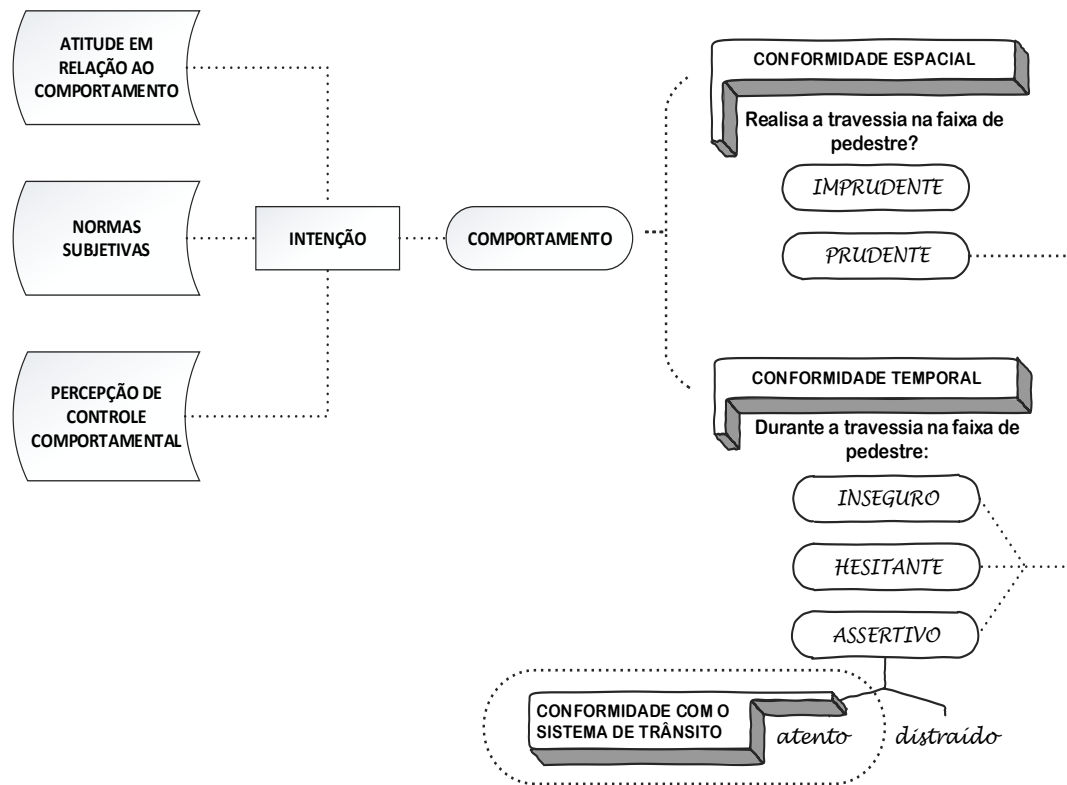 ATITUDE EM
RELAÇÃO AO
COMPORTAMENTO
NORMAS
SUBJETIVAS
PERCEPÇÃO DE
CONTROLE
COMPORTAMENTAL
INTENÇÃO
COMPORTAMENTO
CONFORMIDADE ESPACIAL
Realisa a travessia na faixa de
pedestre?
IMPRUDENTE
PRUDENTE
CONFORMIDADE TEMPORAL
Durante a travessia na faixa de
pedestre:
INSEGURO
HESITANTE
ASSERTIVO
CONFORMIDADE COM O
SISTEMA DE TRÂNSITO
atento
distraído